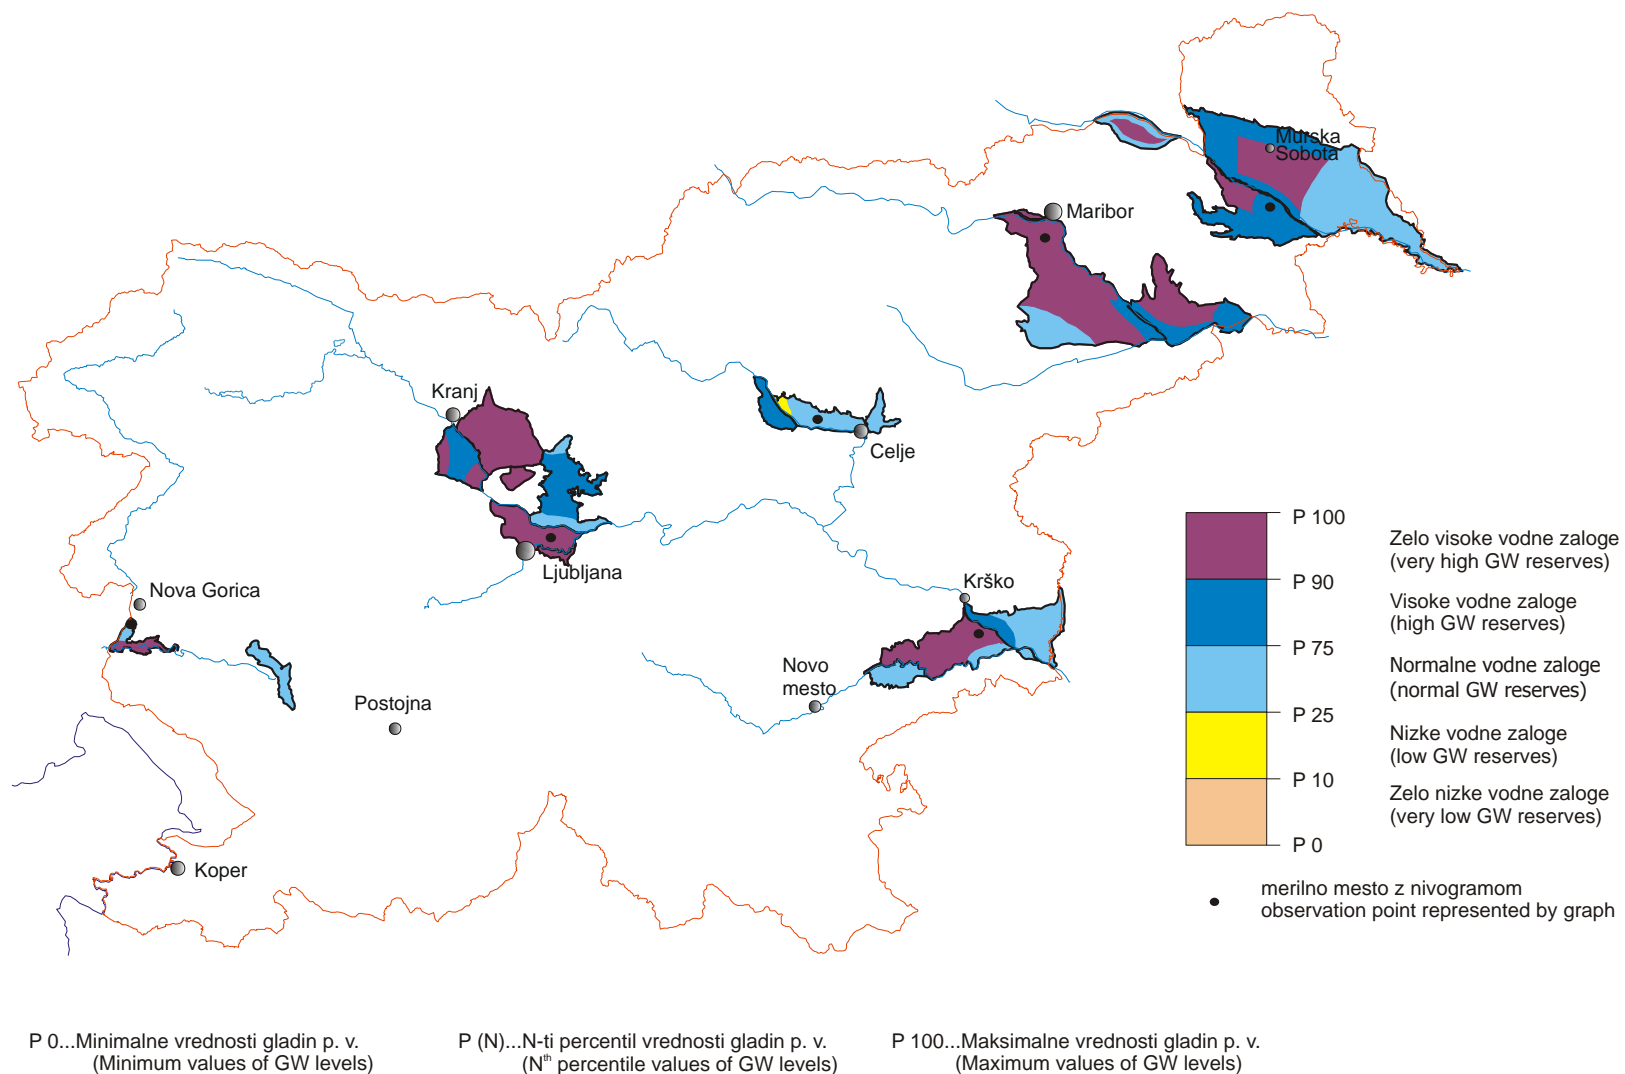 Murska
Sobota
Maribor
Kranj
Celje
Ljubljana
Nova Gorica
Krško
Novo
mesto
Postojna
Koper
P 100
Zelo visoke vodne zaloge
(very high GW reserves)
P 90
Visoke vodne zaloge
(high GW reserves)
P 75
Normalne vodne zaloge
(normal GW reserves)
P 25
Nizke vodne zaloge
(low GW reserves)
P 10
Zelo nizke vodne zaloge
(very low GW reserves)
P 0
merilno mesto z nivogramom
observation point represented by graph
P 0...Minimalne vrednosti gladin p. v.
(Minimum values of GW levels)
P (N)...N-ti percentil vrednosti gladin p. v.
(Nth percentile values of GW levels)
P 100...Maksimalne vrednosti gladin p. v.
(Maximum values of GW levels)